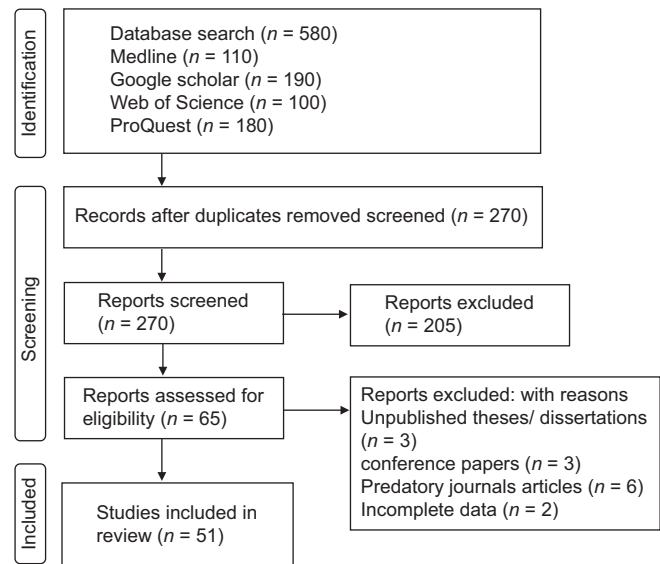 Identification
Database search (n = 580)
Medline (n = 110)
Google scholar (n = 190)
Web of Science (n = 100)
ProQuest (n = 180)
Screening
Records after duplicates removed screened (n = 270)
Reports screened
(n = 270)
Reports excluded
(n = 205)
Reports assessed for
eligibility (n = 65)
Reports excluded: with reasons
Unpublished theses/ dissertations
(n = 3)
conference papers (n = 3)
Predatory journals articles (n = 6)
Incomplete data (n = 2)
Included
Studies included in
review (n = 51)